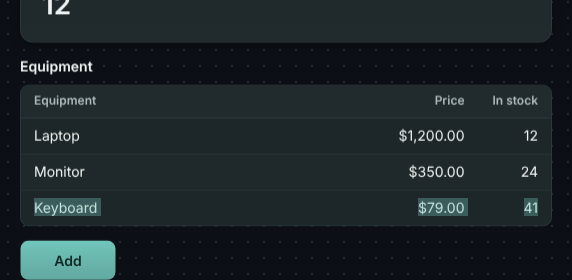 12
Equipment
Equipment Price In stock
Laptop $1,200.00 12
Monitor $350.00 24
Keyboard $79.00 41
Add